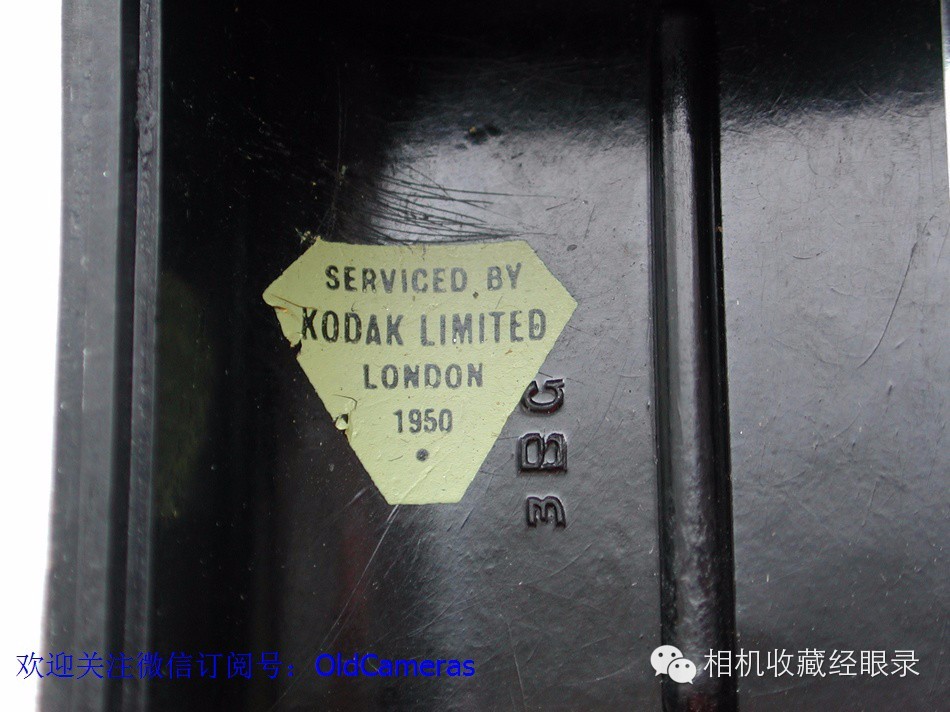 SERVICED BY
KODAK LIMITED
LONDON
1950
3 B G
欢迎关注微信订阅号：OldCameras
相机收藏经眼录